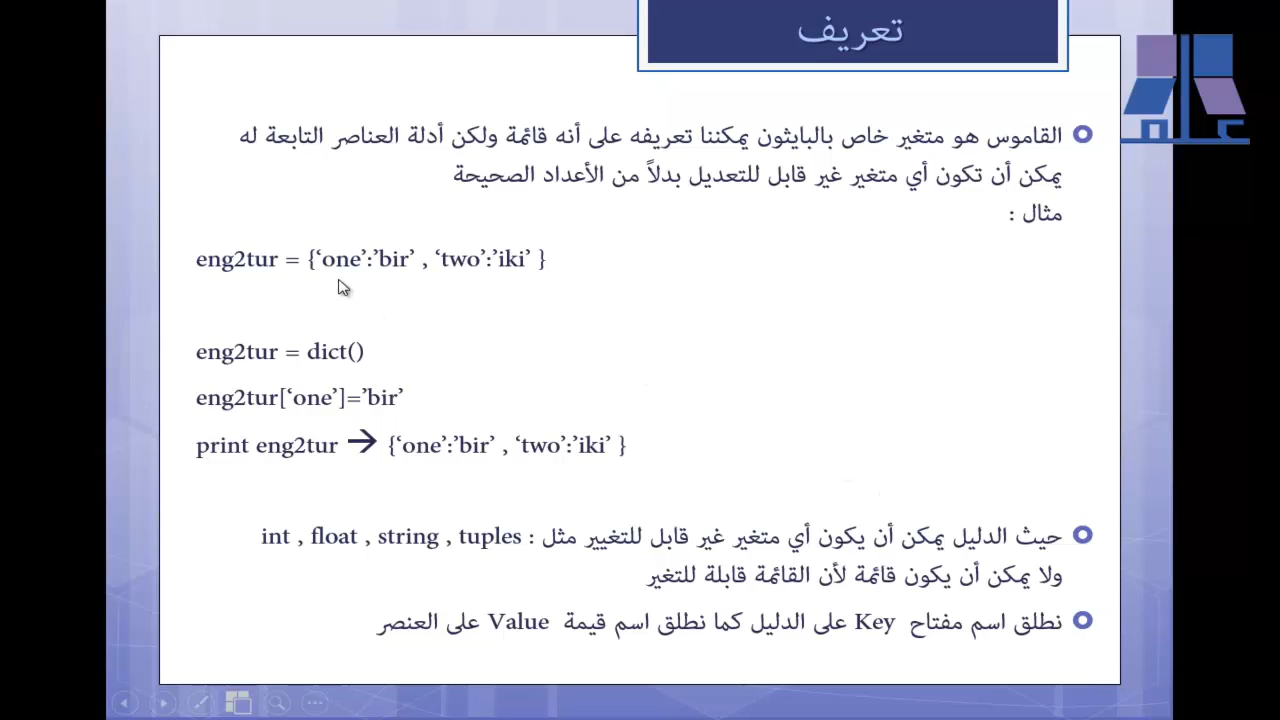 تعريف
علم
القاموس هو متغير خاص بالبايثون يمكننا تعريفه على أنه قائمة ولكن أدلة العناصر التابعة له
يمكن أن تكون أي متغير غير قابل للتعديل بدلاً من الأعداد الصحيحة
مثال :
eng2tur = {‘one’:’bir’ , ‘two’:’iki’ }
eng2tur = dict()
eng2tur[‘one’]=’bir’
print eng2tur → {‘one’:’bir’ , ‘two’:’iki’ }
حيث الدليل يمكن أن يكون أي متغير غير قابل للتغيير مثل : int , float , string , tuples
ولا يمكن أن يكون قائمة لأن القائمة قابلة للتغير
نطلق اسم مفتاح Key على الدليل كما نطلق اسم قيمة Value على العنصر